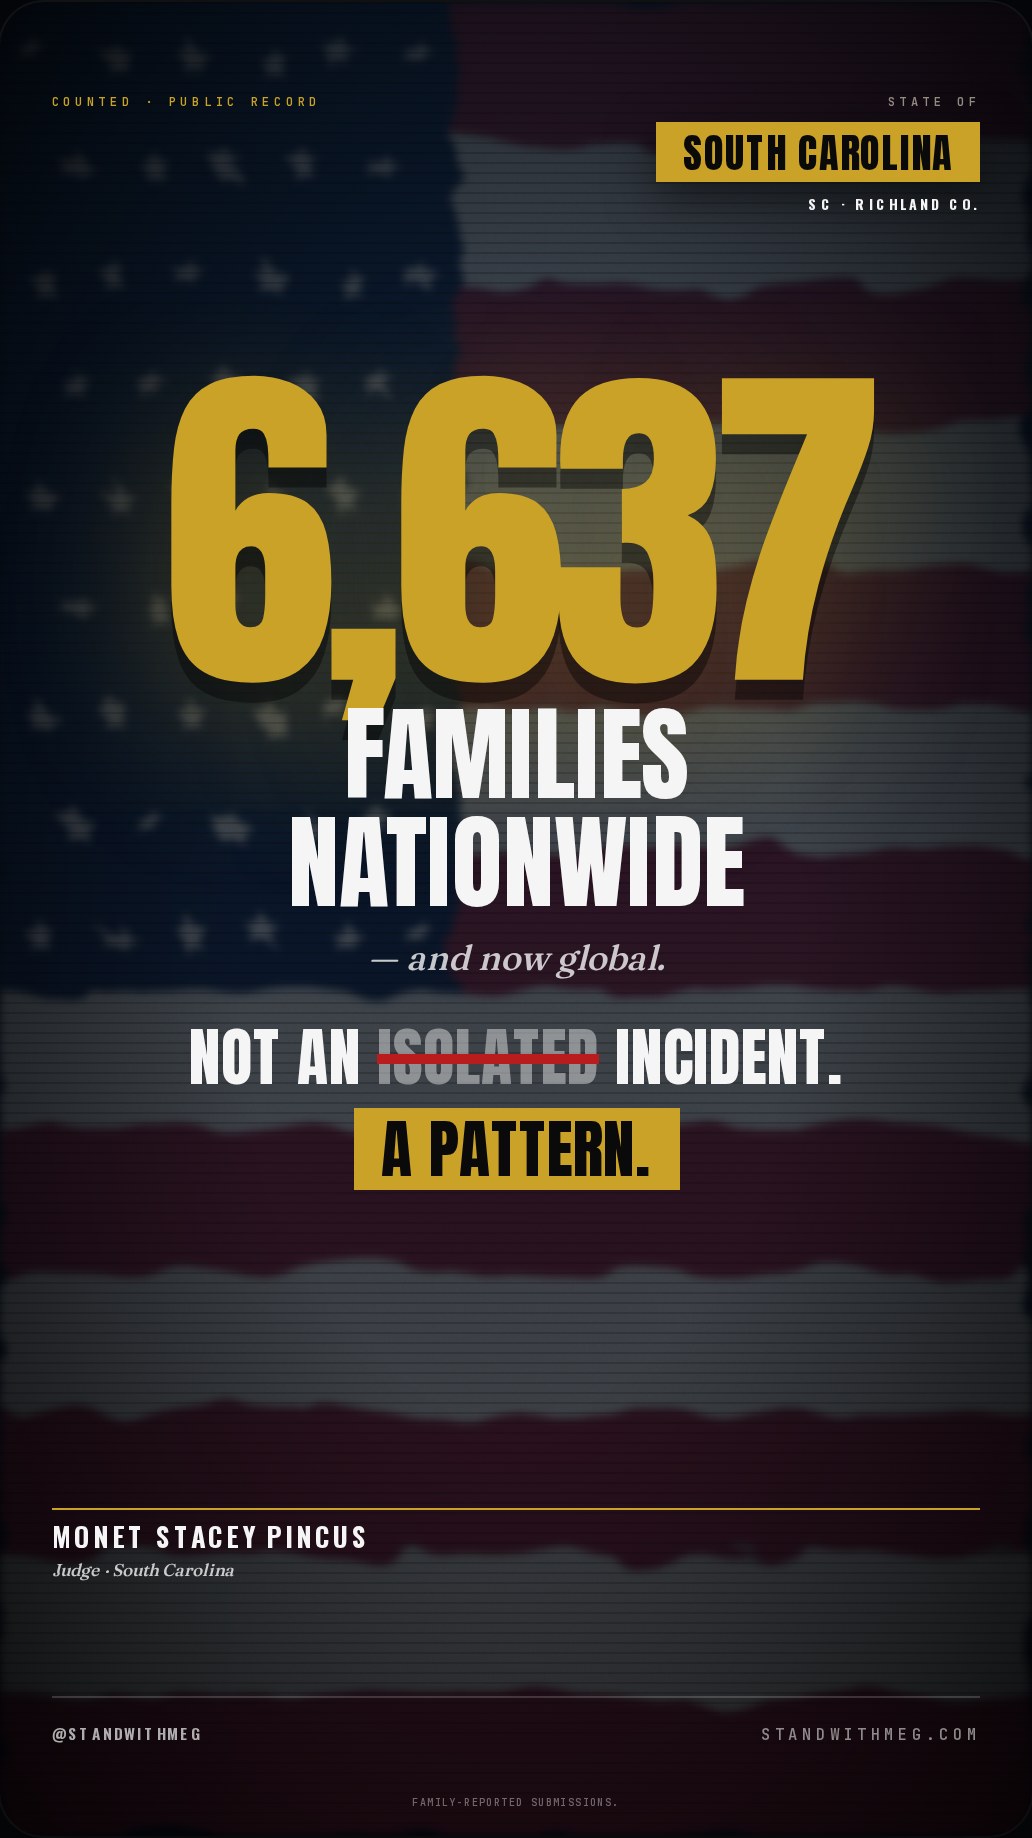 COUNTED · PUBLIC RECORD
STATE OF
SOUTH CAROLINA
SC · RICHLAND CO.
6,637
FAMILIES
NATIONWIDE
— and now global.
NOT AN ISOLATED INCIDENT.
A PATTERN.
MONET STACEY PINCUS
Judge · South Carolina
@STANDWITHMEG
STANDWITHMEG.COM
FAMILY-REPORTED SUBMISSIONS.